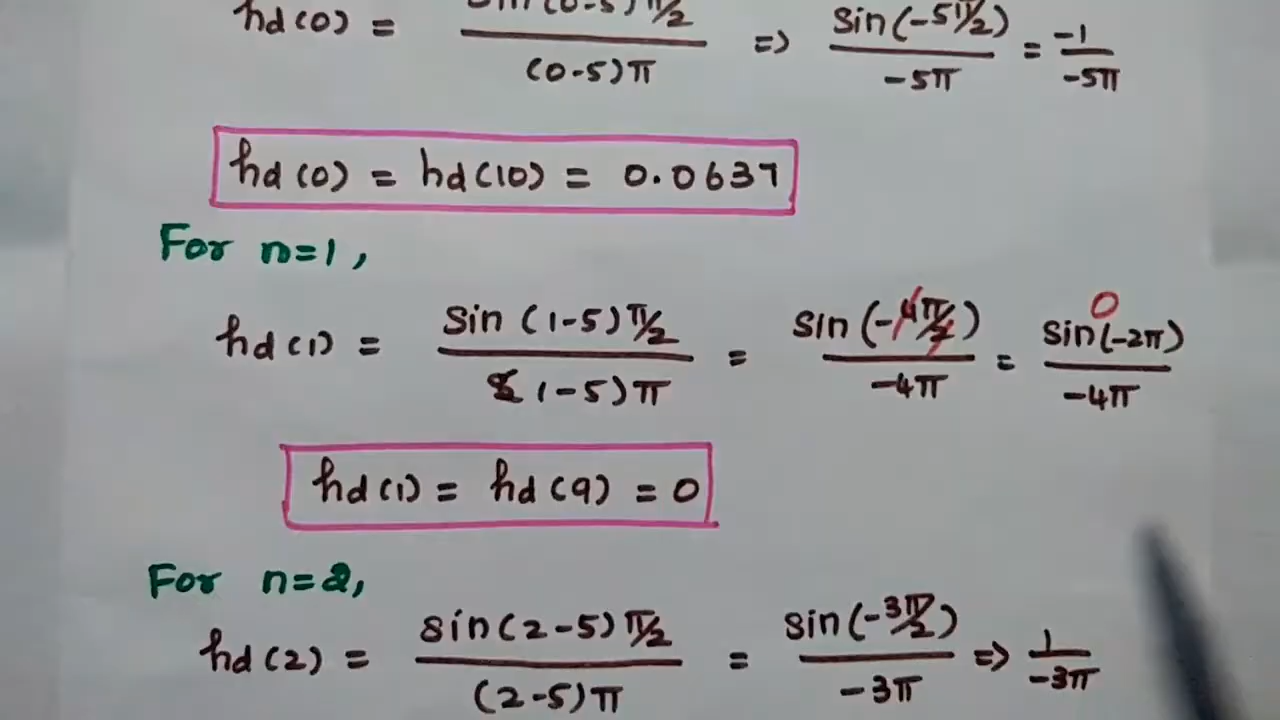 hd(0) = sin(0-5)π/2 / (0-5)π => sin(-5π/2) / -5π = -1 / -5π
hd(0) = hd(10) = 0.0637
For n=1,
hd(1) = sin(1-5)π/2 / (1-5)π = sin(-4π/2) / -4π = sin(-2π) / -4π 0
hd(1) = hd(9) = 0
For n=2,
hd(2) = sin(2-5)π/2 / (2-5)π = sin(-3π/2) / -3π => 1 / -3π